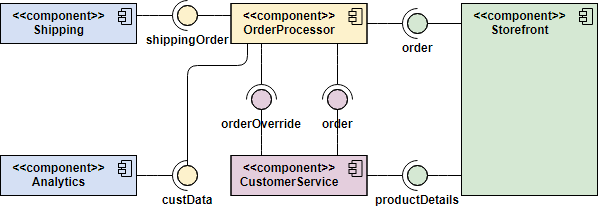 <<component>>
Shipping
shippingOrder
<<component>>
OrderProcessor
order
<<component>>
Storefront
orderOverride
order
<<component>>
Analytics
custData
<<component>>
CustomerService
productDetails